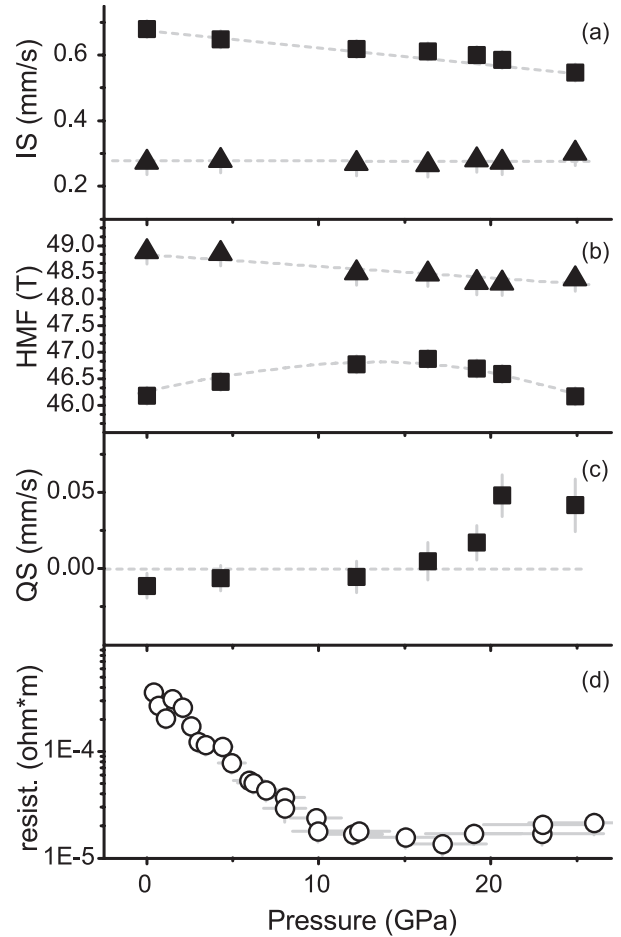 (a)
IS (mm/s)
0.6
0.4
0.2
(b)
HMF (T)
49.0
48.5
48.0
47.5
47.0
46.5
46.0
(c)
QS (mm/s)
0.05
0.00
(d)
resist. (ohm*m)
1E-4
1E-5
0 10 20
Pressure (GPa)